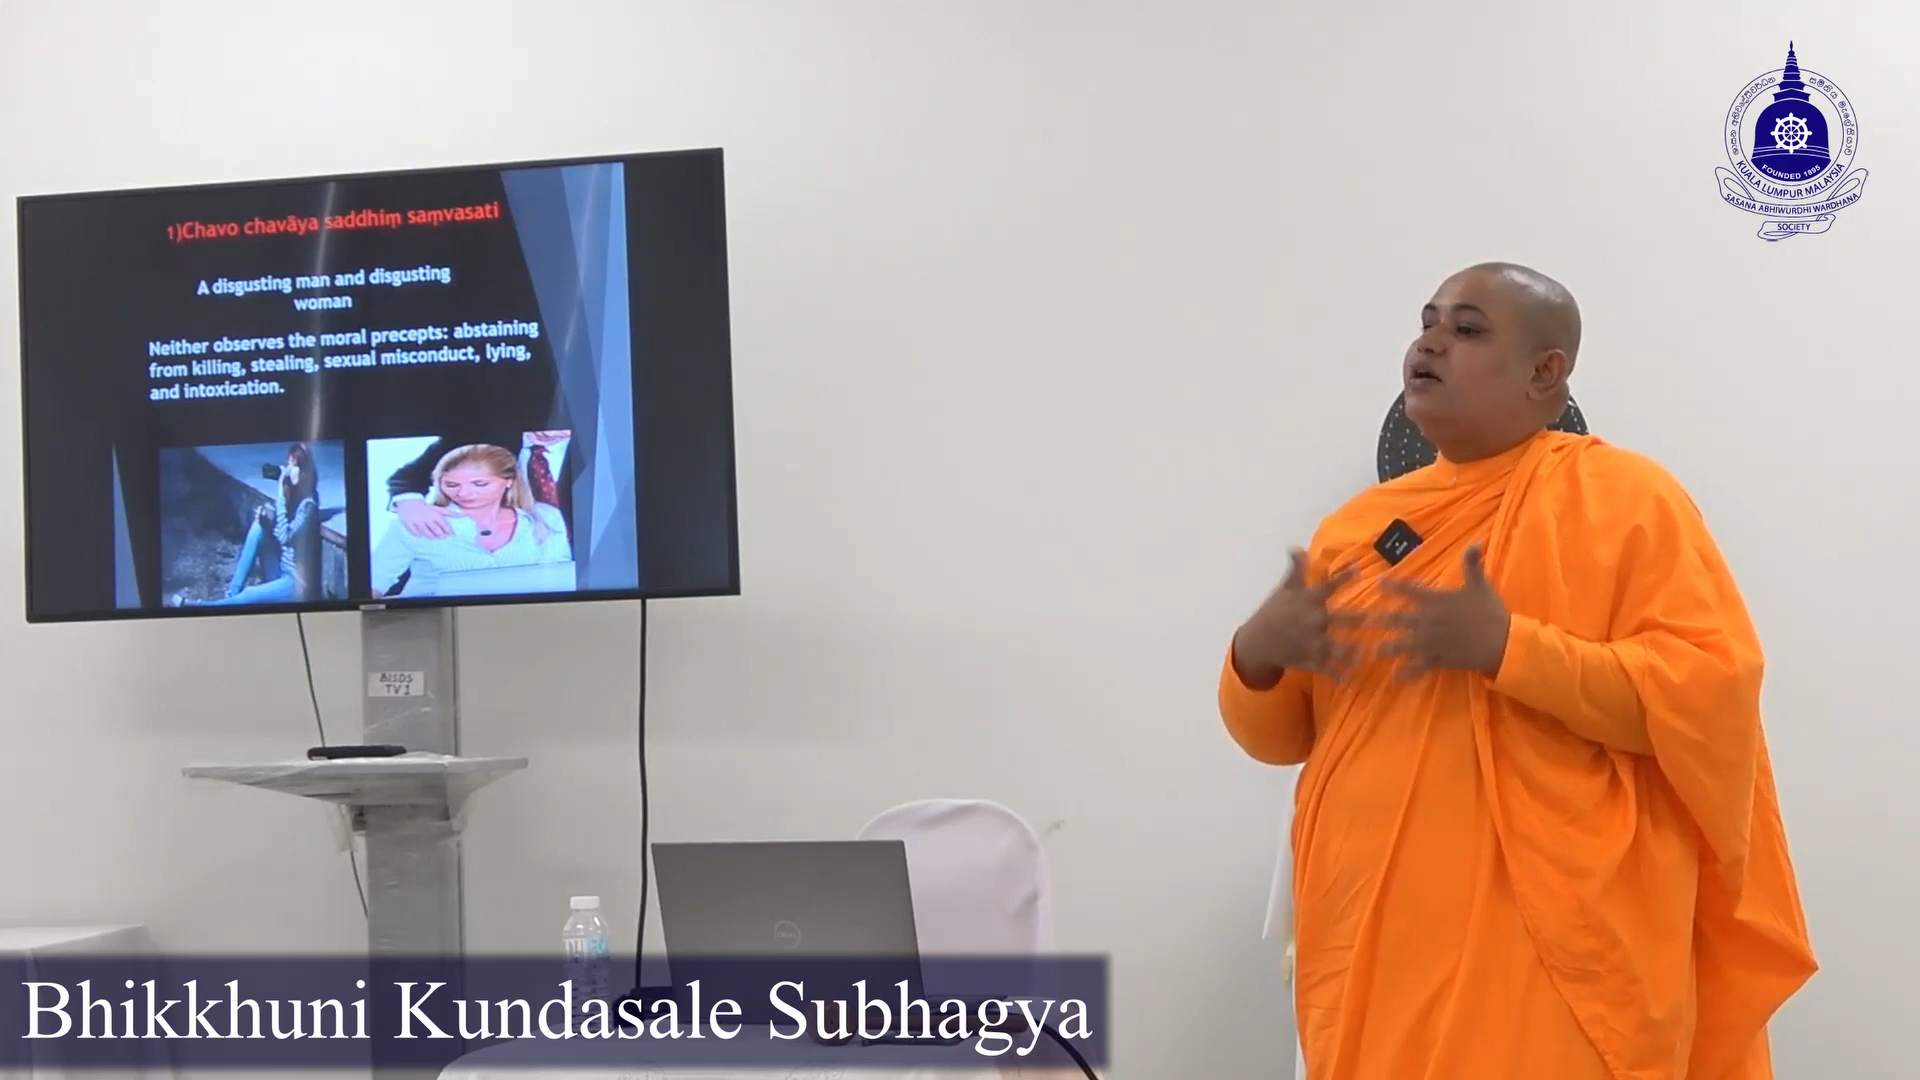 1)Chavo chavāya saddhiṃ saṃvasati
A disgusting man and disgusting
woman
Neither observes the moral precepts: abstaining
from killing, stealing, sexual misconduct, lying,
and intoxication.
BISDS
TV 1
DELL
FOUNDED 1895
KUALA LUMPUR MALAYSIA
SASANA ABHIWURDHI WARDHANA
SOCIETY
Bhikkhuni Kundasale Subhagya